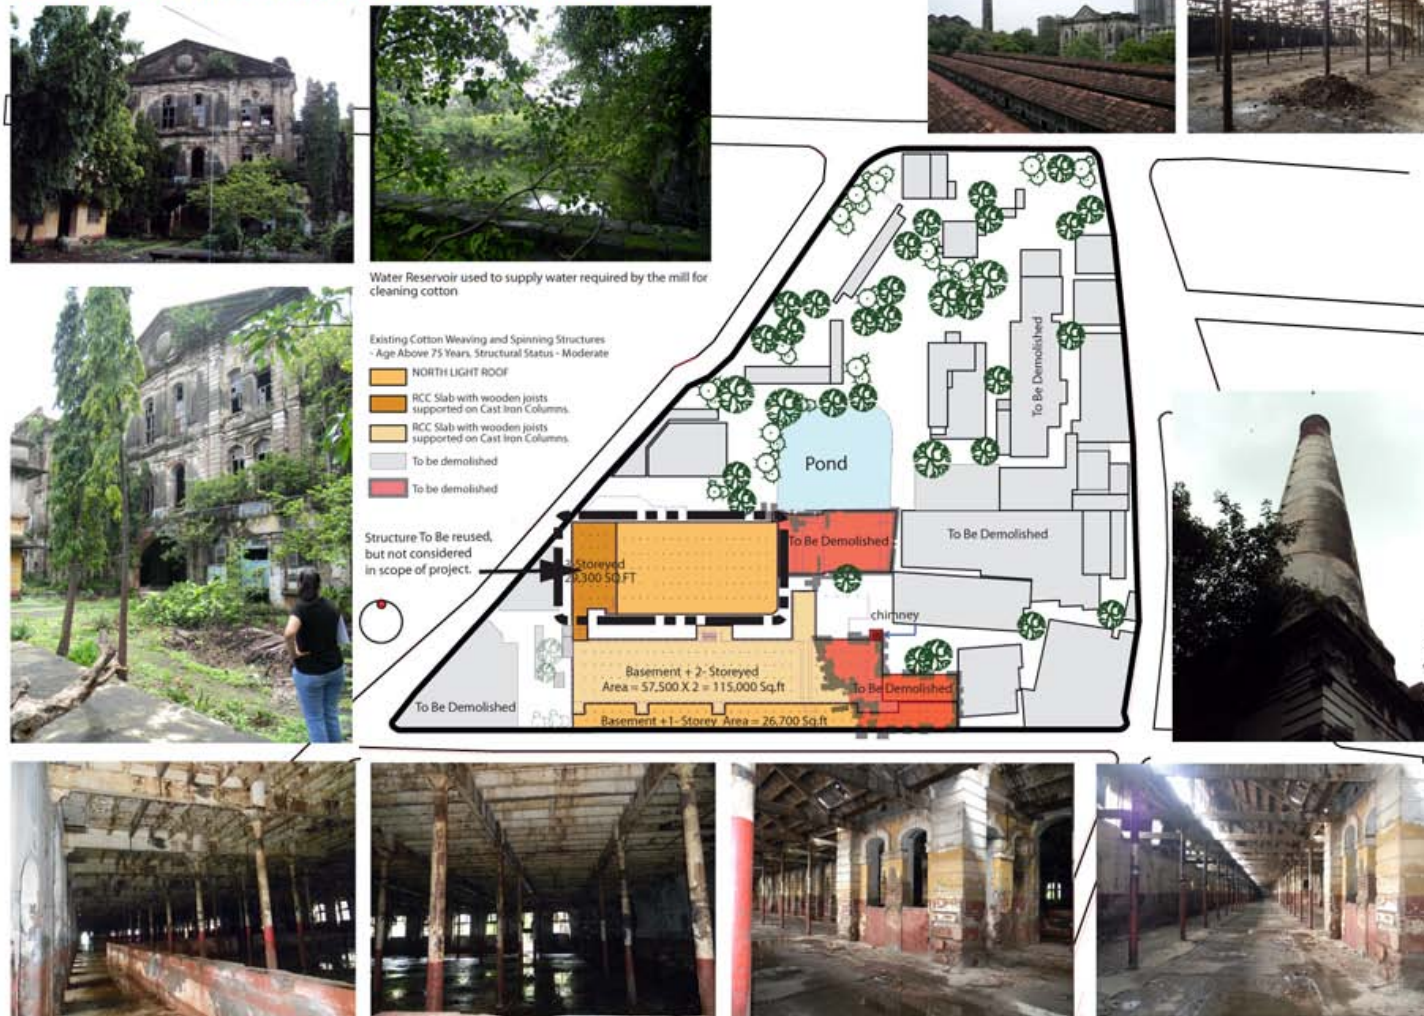 Water Reservoir used to supply water required by the mill for
cleaning cotton
Existing Cotton Weaving and Spinning Structures
- Age Above 75 Years, Structural Status - Moderate
NORTH LIGHT ROOF
RCC Slab with wooden joists
supported on Cast Iron Columns.
RCC Slab with wooden joists
supported on Cast Iron Columns.
To be demolished
To be demolished
Structure To Be reused,
but not considered
in scope of project.
To Be Demolished
Pond
To Be Demolished
To Be Demolished
Storeyed
SQ.FT
chimney
Basement + 2- Storeyed
Area = 57,500 X 2 = 115,000 Sq.ft
To Be Demolished
To Be Demolished
Basement +1- Storey Area = 26,700 Sq.ft